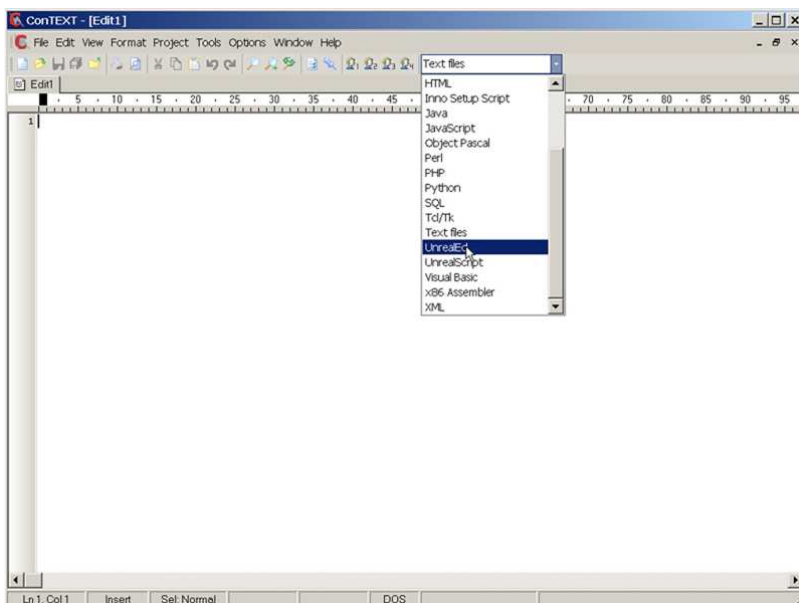 ConTEXT - [Edit1]
File Edit View Format Project Tools Options Window Help
Text files
Edit1
5 10 15 20 25 30 35 40 45 70 75 80 85 90 95
1
HTML
Inno Setup Script
Java
JavaScript
Object Pascal
Perl
PHP
Python
SQL
Tcl/Tk
Text files
UnrealEd
UnrealScript
Visual Basic
x86 Assembler
XML
Ln 1, Col 1 Insert Sel: Normal DOS